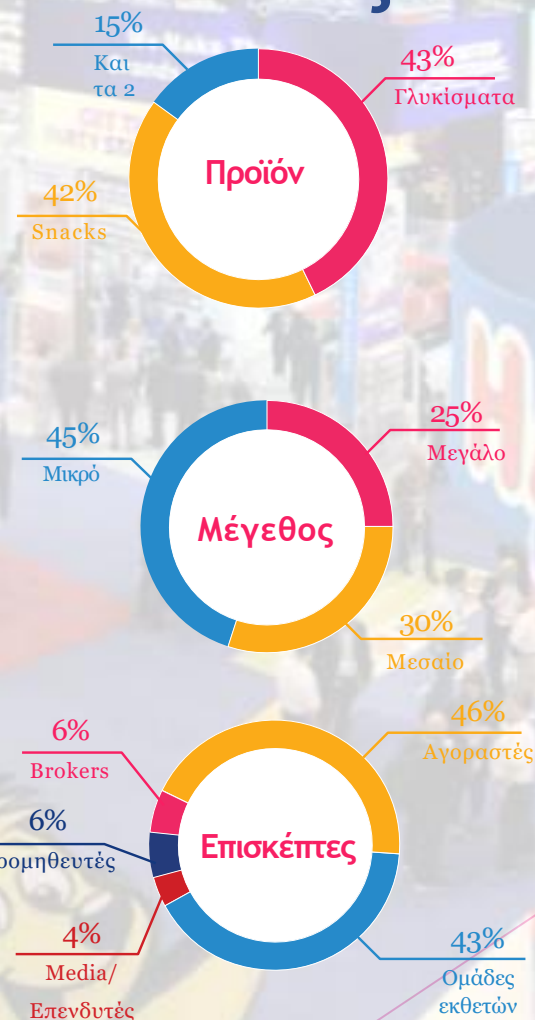 15%
Και
τα 2
43%
Γλυκίσματα
Προϊόν
42%
Snacks
25%
Μεγάλο
45%
Μικρό
Μέγεθος
30%
Μεσαίο
46%
Αγοραστές
6%
Brokers
6%
ρομηθευτές
Επισκέπτες
4%
Media/
Επενδυτές
43%
Ομάδες
εκθετών